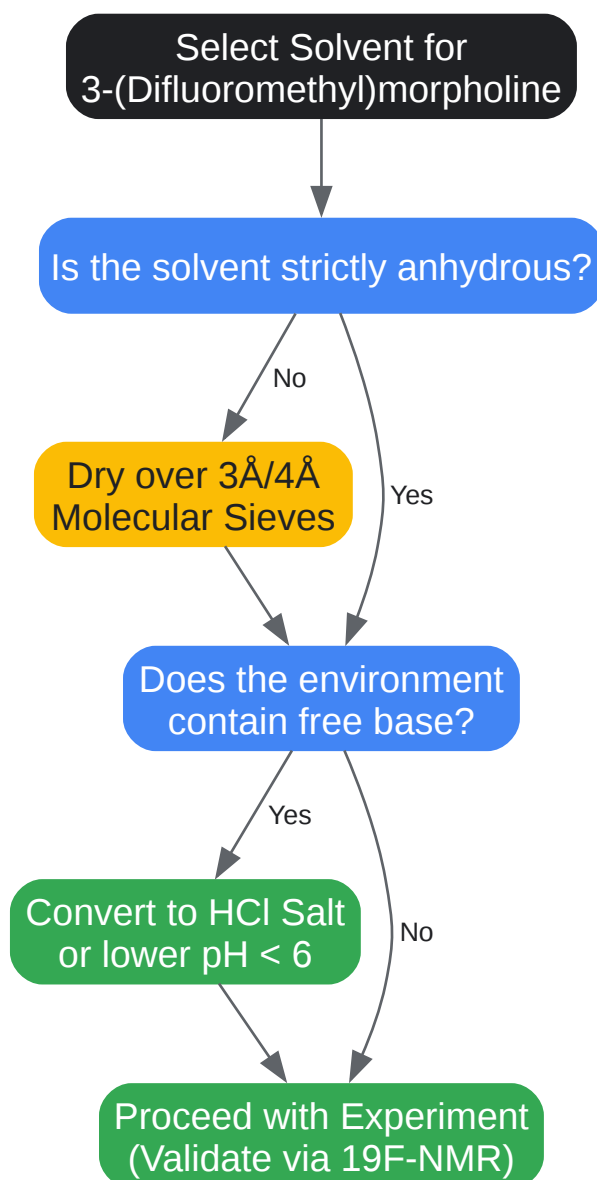 Select Solvent for
3-(Difluoromethyl)morpholine
Is the solvent strictly anhydrous?
No
Dry over 3Å/4Å
Molecular Sieves
Yes
Does the environment
contain free base?
Yes
Convert to HCl Salt
or lower pH < 6
No
Proceed with Experiment
(Validate via 19F-NMR)